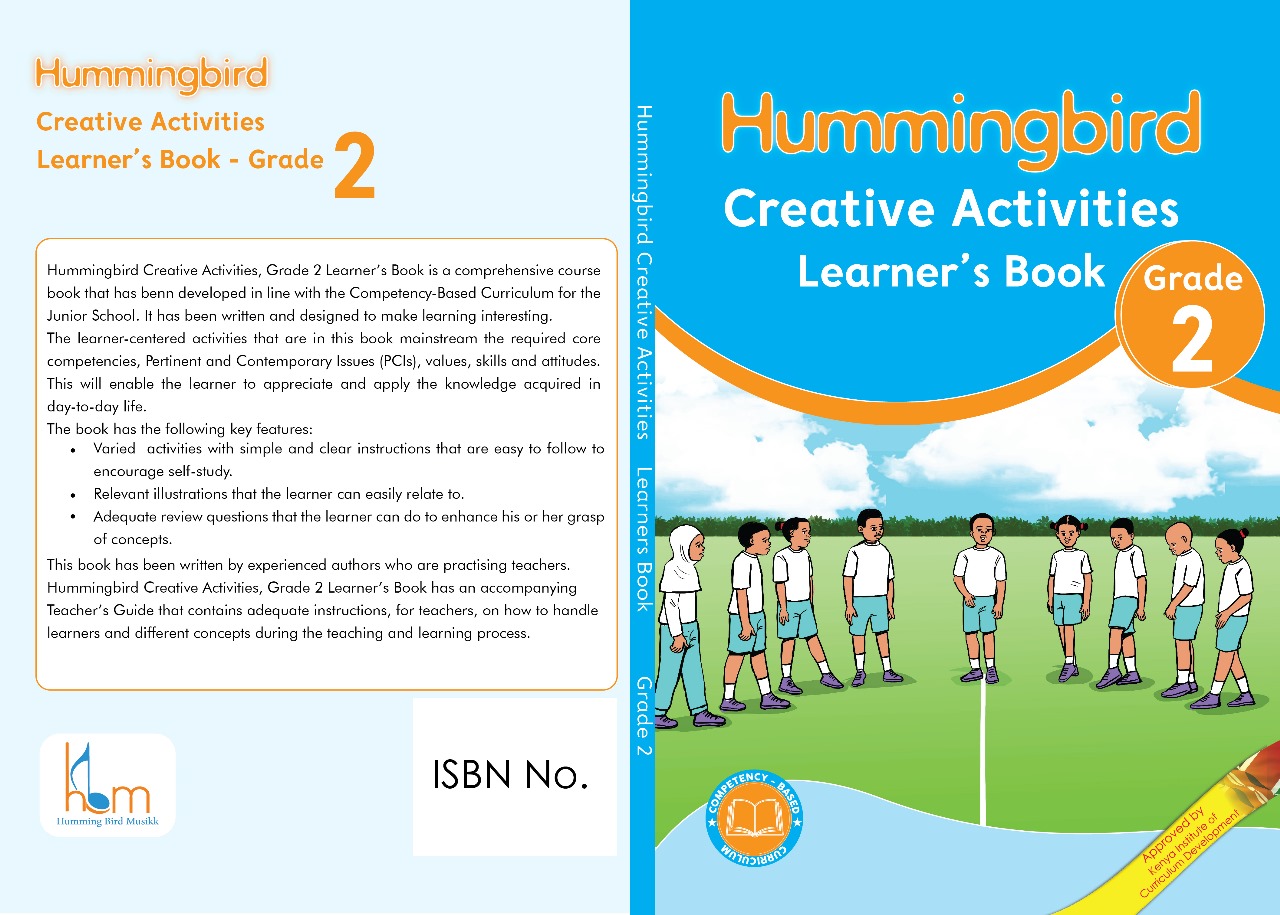 Hummingbird
Creative Activities
Learner's Book - Grade 2
Hummingbird Creative Activities, Grade 2 Learner's Book is a comprehensive course
book that has benn developed in line with the Competency-Based Curriculum for the
Junior School. It has been written and designed to make learning interesting.
The learner-centered activities that are in this book mainstream the required core
competencies, Pertinent and Contemporary Issues (PCIs), values, skills and attitudes.
This will enable the learner to appreciate and apply the knowledge acquired in
day-to-day life.
The book has the following key features:
• Varied activities with simple and clear instructions that are easy to follow to
encourage self-study.
• Relevant illustrations that the learner can easily relate to.
• Adequate review questions that the learner can do to enhance his or her grasp
of concepts.
This book has been written by experienced authors who are practising teachers.
Hummingbird Creative Activities, Grade 2 Learner's Book has an accompanying
Teacher's Guide that contains adequate instructions, for teachers, on how to handle
learners and different concepts during the teaching and learning process.
hbm
Humming Bird Musikk
ISBN No.
Hummingbird Creative Activities Learners Book Grade 2
Hummingbird
Creative Activities
Learner's Book
Grade
2
COMPETENCY - BASED
CURRICULUM
Approved by
Kenya Institute of
Curriculum Development